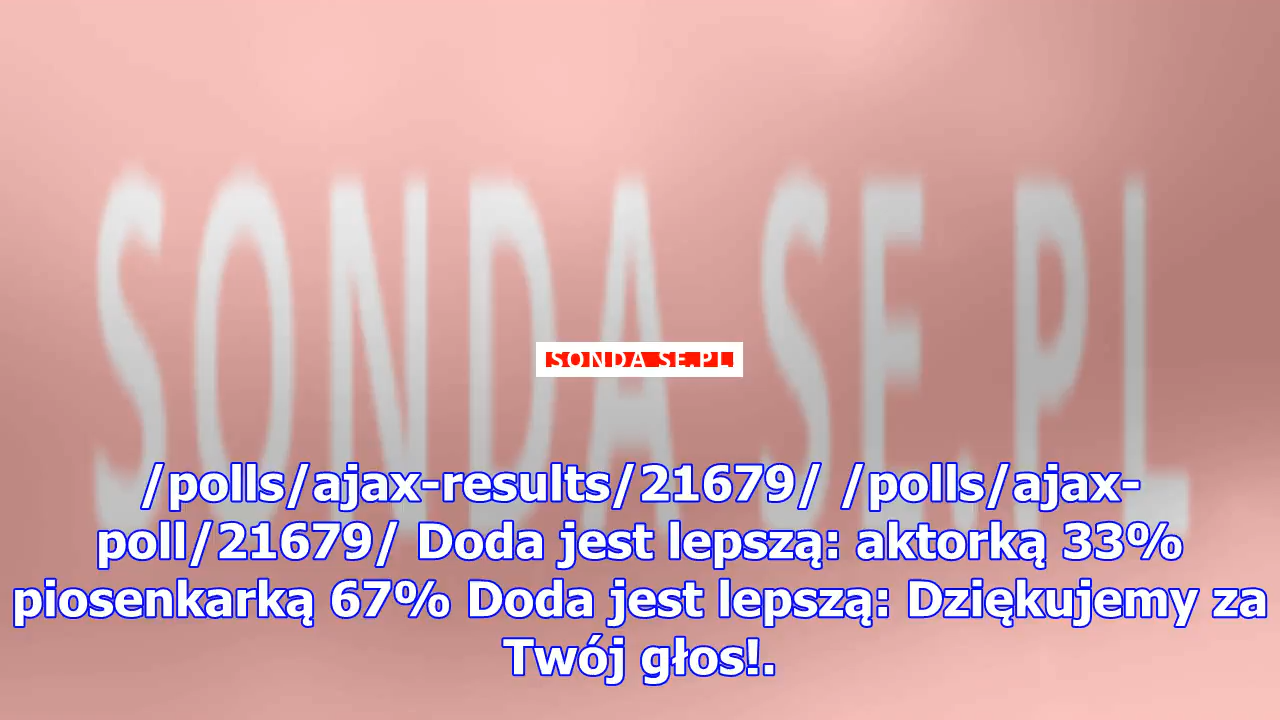 SONDA SE.PL
SONDA SE.PL
/polls/ajax-results/21679/ /polls/ajax-
poll/21679/ Doda jest lepszą: aktorką 33%
piosenkarką 67% Doda jest lepszą: Dziękujemy za
Twój głos!.